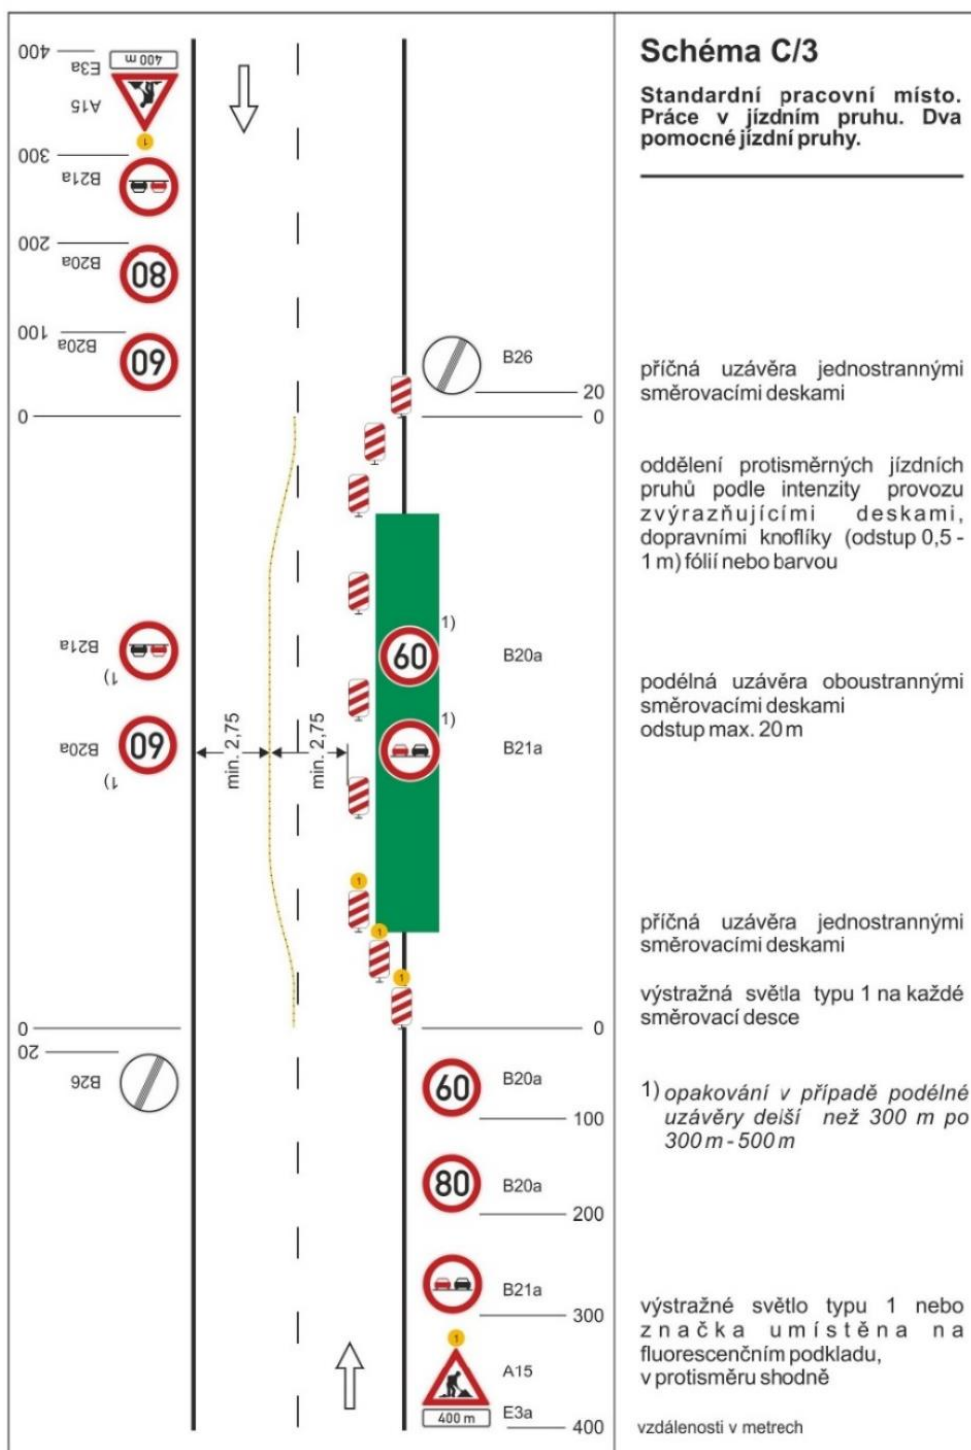 Schéma C/3
Standardní pracovní místo.
Práce v jízdním pruhu. Dva
pomocné jízdní pruhy.
400
400 m
E3a
A15
1
300
B21a
200
B20a
80
100
B20a
60
0
B26
20
0
příčná uzávěra jednostrannými
směrovacími deskami
oddělení protisměrných jízdních
pruhů podle intenzity provozu
zvýrazňujícími deskami,
dopravními knoflíky (odstup 0,5 -
1 m) fólií nebo barvou
B21a
1)
1)
60
B20a
podélná uzávěra oboustrannými
směrovacími deskami
odstup max. 20 m
B20a
60
1)
min. 2,75
min. 2,75
1)
B21a
1
1
1
příčná uzávěra jednostrannými
směrovacími deskami
výstražná světla typu 1 na každé
směrovací desce
0
0
20
B26
60
B20a
100
1) opakování v případě podélné
uzávěry delší než 300 m po
300 m - 500 m
80
B20a
200
B21a
300
1
A15
400 m
E3a
400
výstražné světlo typu 1 nebo
značka umístěna na
fluorescenčním podkladu,
v protisměru shodně
vzdálenosti v metrech